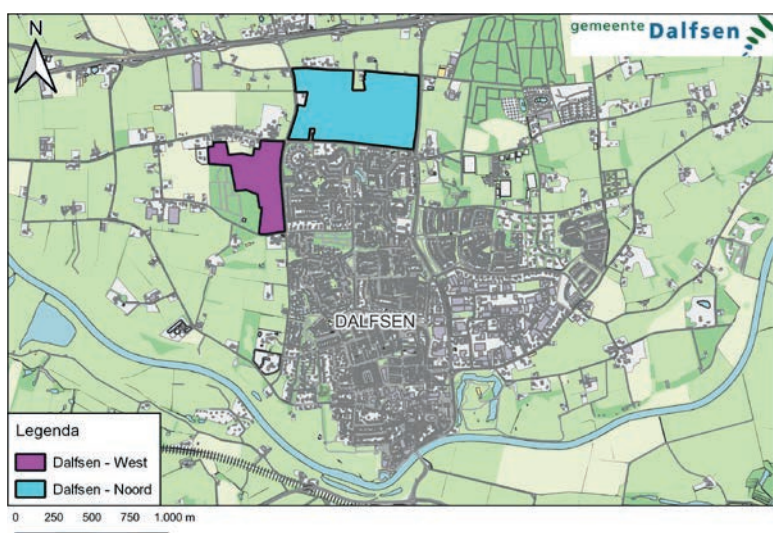 gemeente Dalfsen
N
DALFSEN
Legenda
Dalfsen - West
Dalfsen - Noord
0 250 500 750 1.000 m